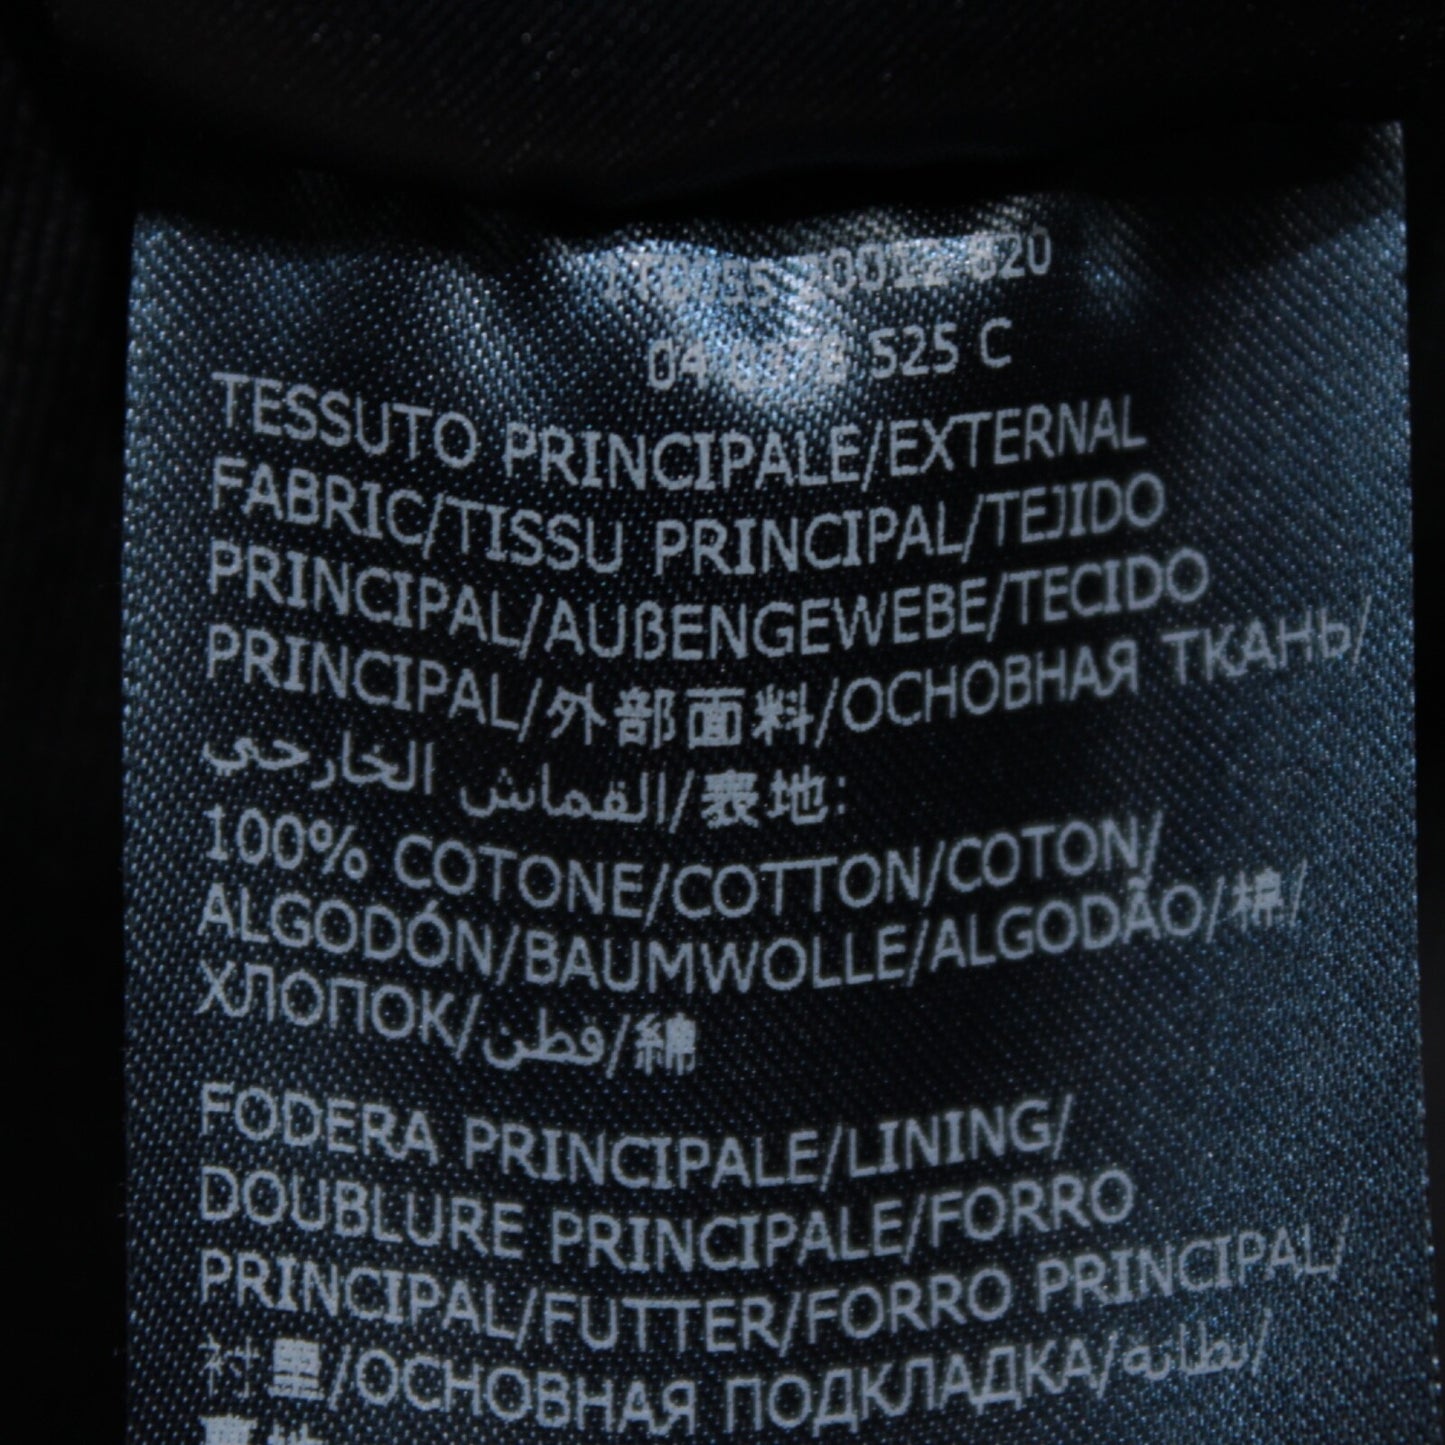 04 525 C
TESSUTO PRINCIPALE/EXTERNAL
FABRIC/TISSU PRINCIPAL/TEJIDO
PRINCIPAL/AUßENGEWEBE/TECIDO
PRINCIPAL/外部面料/ОСНОВНАЯ ТКАНЬ/
القماش الخارجي/表地:
100% COTONE/COTTON/COTON/
ALGODÓN/BAUMWOLLE/ALGODÃO/棉/
ХЛОПОК/قطن/綿
FODERA PRINCIPALE/LINING/
DOUBLURE PRINCIPALE/FORRO
PRINCIPAL/FUTTER/FORRO PRINCIPAL/
/ОСНОВНАЯ ПОДКЛАДКА/بطانة/